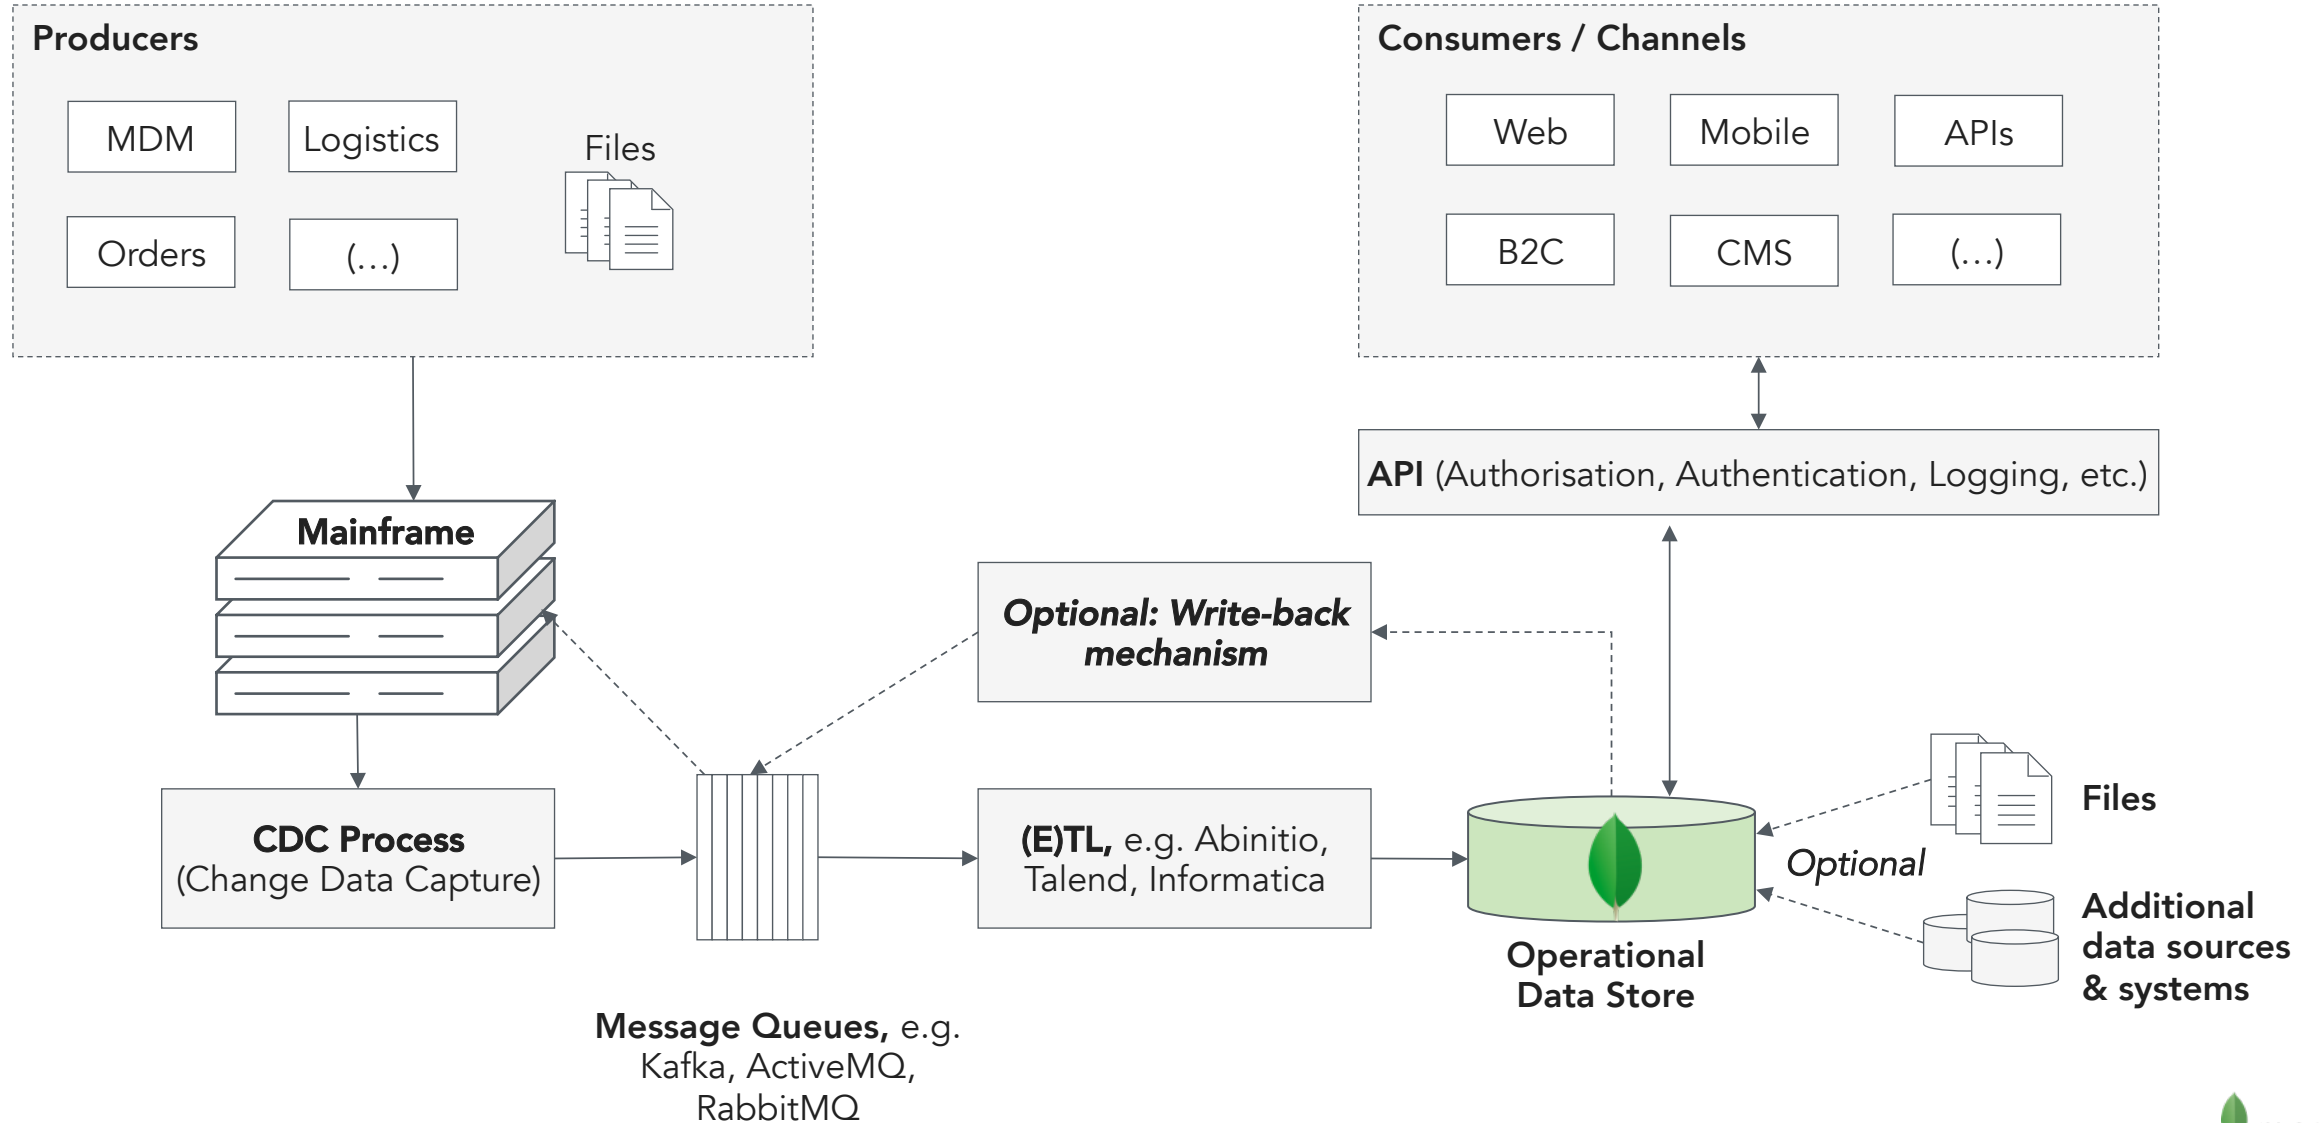 Producers
MDM
Logistics
Files
Orders
(...)
Consumers / Channels
Web
Mobile
APIs
B2C
CMS
(...)
API (Authorisation, Authentication, Logging, etc.)
Mainframe
Optional: Write-back
mechanism
CDC Process
(Change Data Capture)
(E)TL, e.g. Abinitio,
Talend, Informatica
Files
Optional
Additional
data sources
& systems
Operational
Data Store
Message Queues, e.g.
Kafka, ActiveMQ,
RabbitMQ